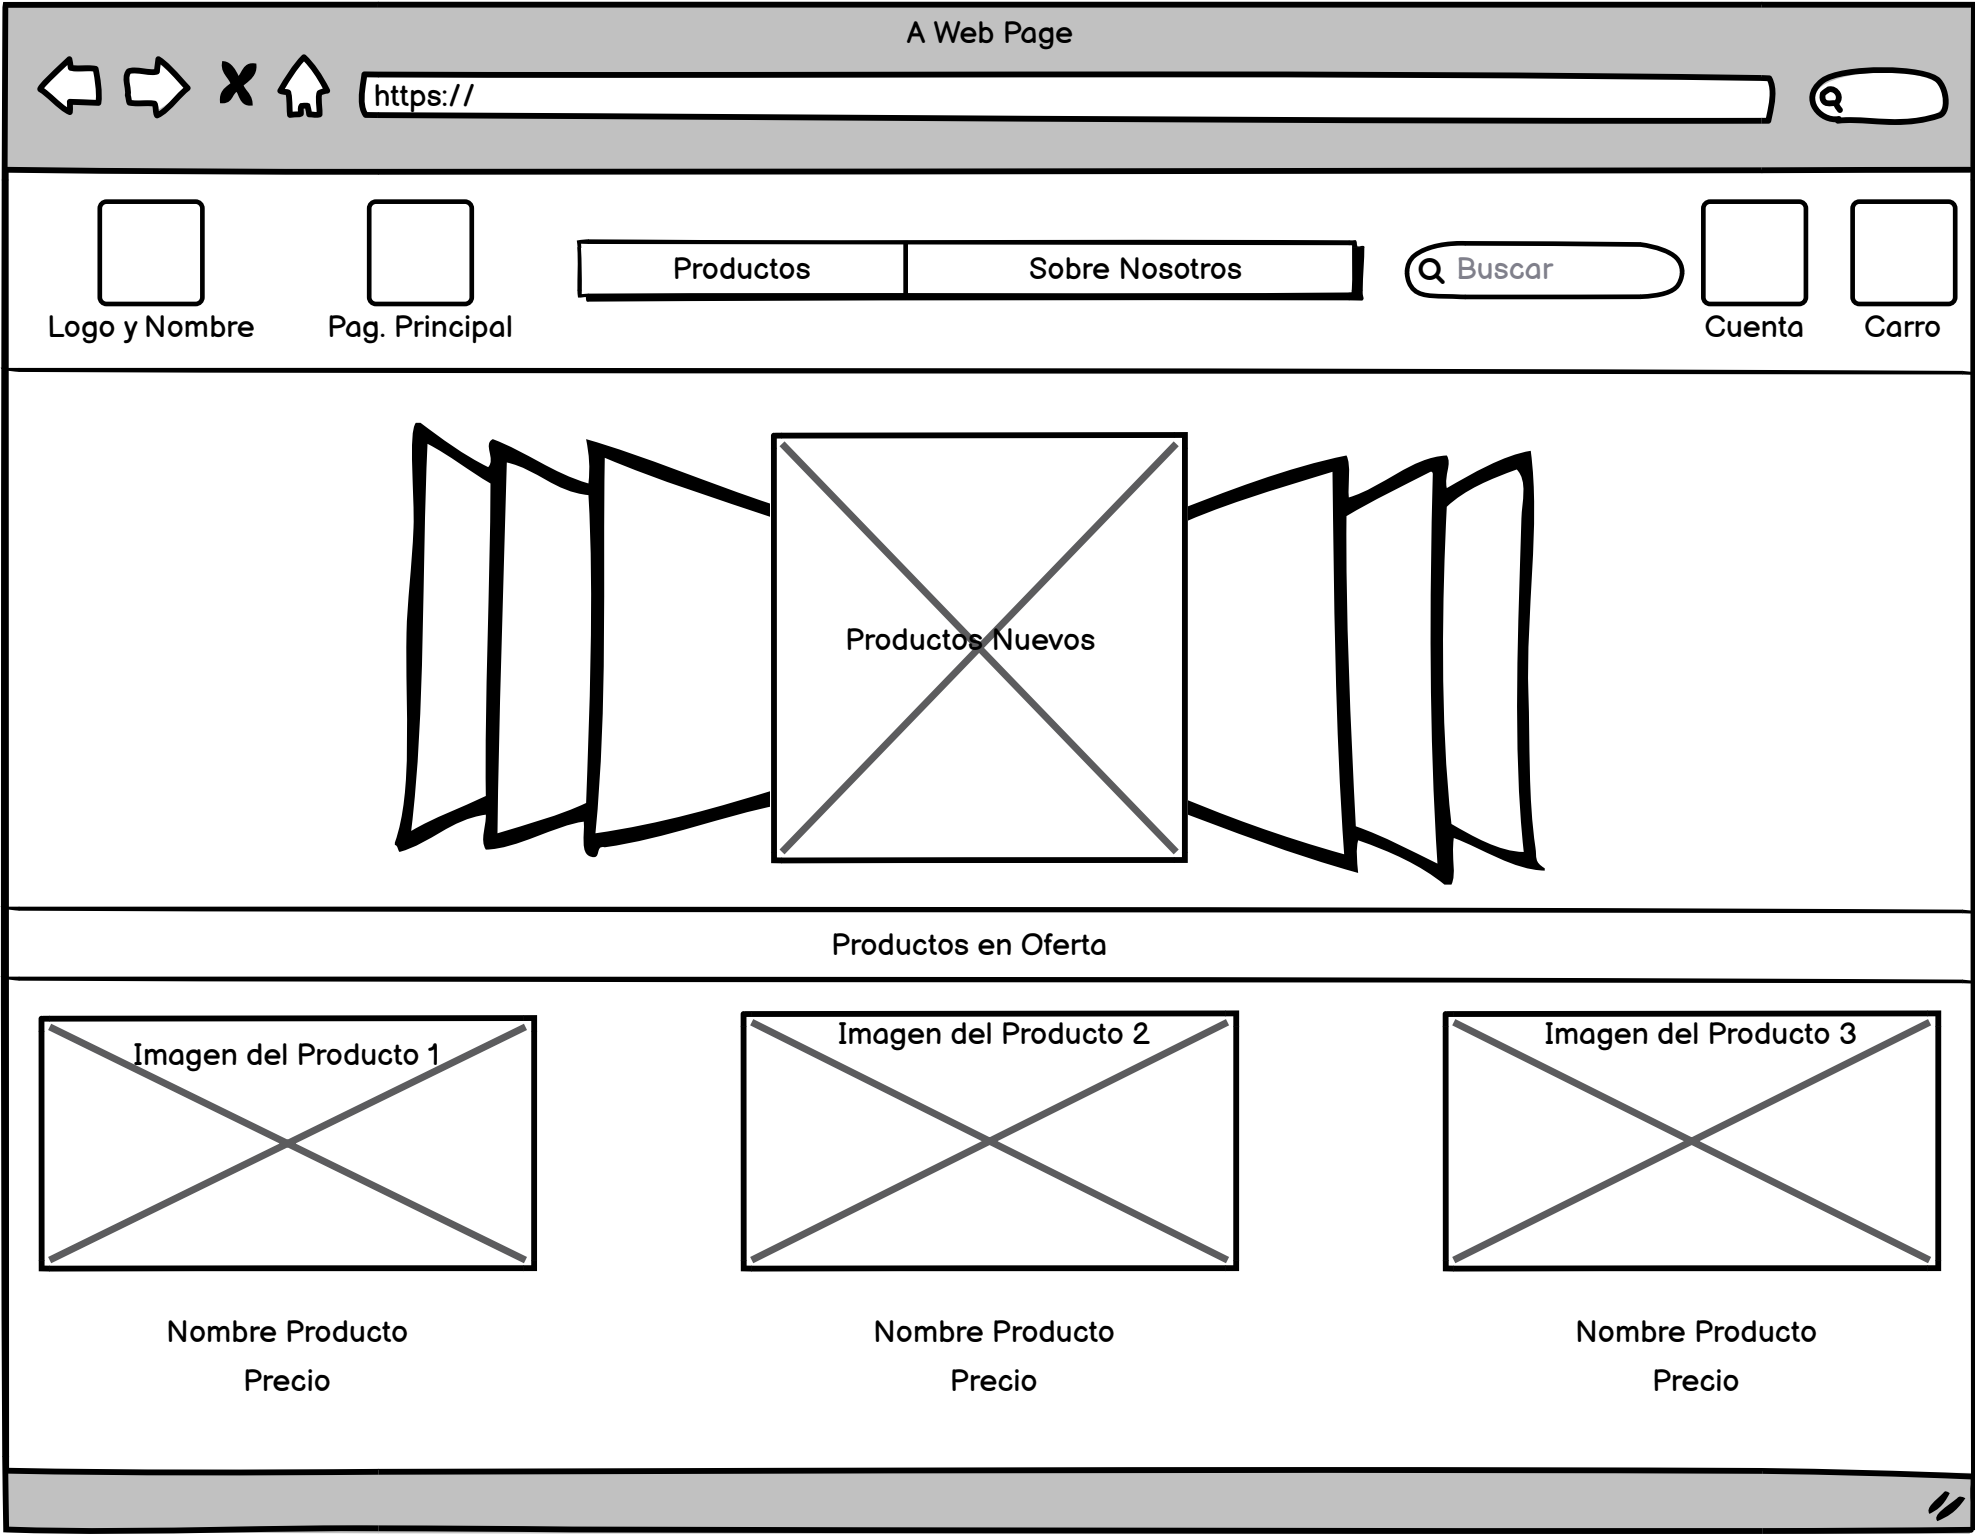 A Web Page
https://
Productos
Sobre Nosotros
Buscar
Logo y Nombre
Pag. Principal
Cuenta
Carro
Productos Nuevos
Productos en Oferta
Imagen del Producto 1
Imagen del Producto 2
Imagen del Producto 3
Nombre Producto
Nombre Producto
Nombre Producto
Precio
Precio
Precio